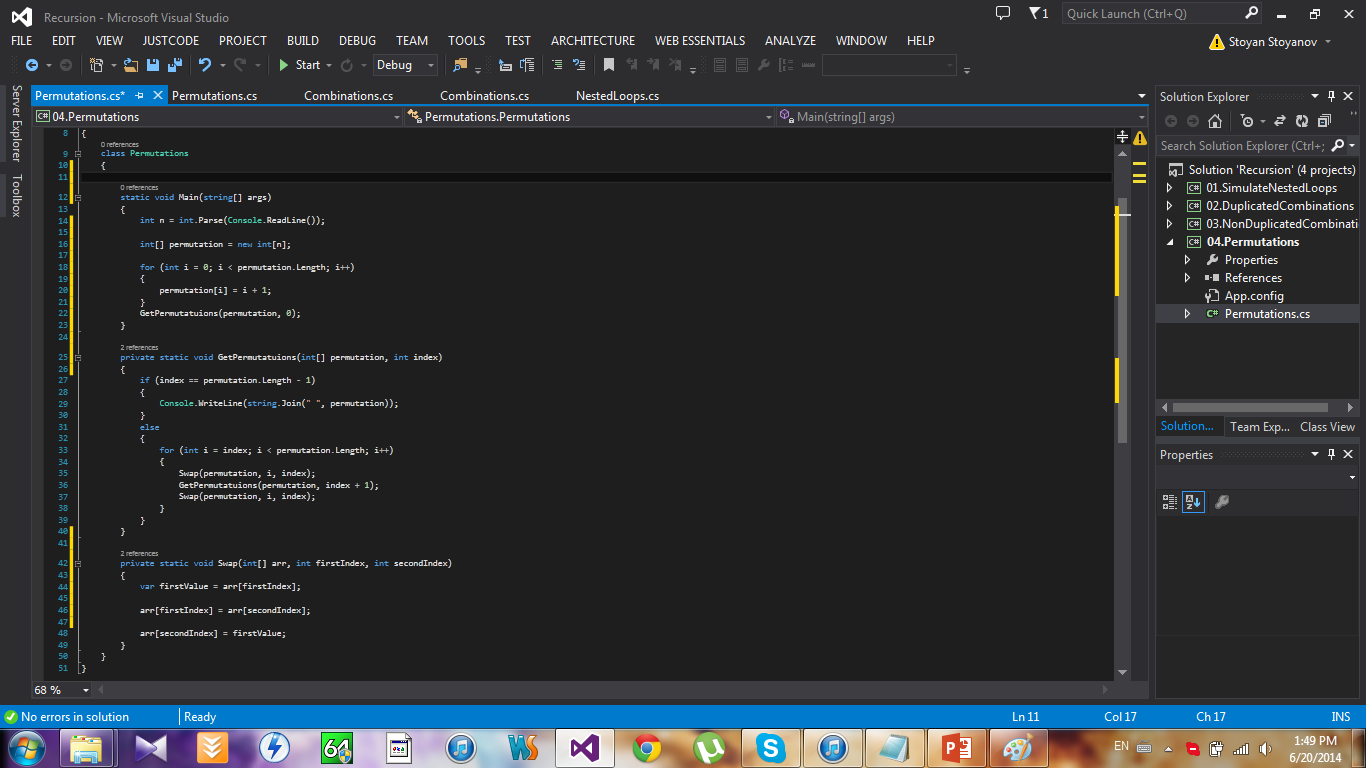 Recursion - Microsoft Visual Studio
1
Quick Launch (Ctrl+Q)
FILE EDIT VIEW JUSTCODE PROJECT BUILD DEBUG TEAM TOOLS TEST ARCHITECTURE WEB ESSENTIALS ANALYZE WINDOW HELP
Stoyan Stoyanov
Start
Debug
Server Explorer
Toolbox
Permutations.cs* Permutations.cs Combinations.cs Combinations.cs NestedLoops.cs
C# 04.Permutations Permutations.Permutations Main(string[] args)
8 {
0 references
9 class Permutations
10 {
11
0 references
12 static void Main(string[] args)
13 {
14 int n = int.Parse(Console.ReadLine());
15
16 int[] permutation = new int[n];
17
18 for (int i = 0; i < permutation.Length; i++)
19 {
20 permutation[i] = i + 1;
21 }
22 GetPermutatuions(permutation, 0);
23 }
24
2 references
25 private static void GetPermutatuions(int[] permutation, int index)
26 {
27 if (index == permutation.Length - 1)
28 {
29 Console.WriteLine(string.Join(" ", permutation));
30 }
31 else
32 {
33 for (int i = index; i < permutation.Length; i++)
34 {
35 Swap(permutation, i, index);
36 GetPermutatuions(permutation, index + 1);
37 Swap(permutation, i, index);
38 }
39 }
40 }
41
2 references
42 private static void Swap(int[] arr, int firstIndex, int secondIndex)
43 {
44 var firstValue = arr[firstIndex];
45
46 arr[firstIndex] = arr[secondIndex];
47
48 arr[secondIndex] = firstValue;
49 }
50 }
51 }
68 %
Solution Explorer
Search Solution Explorer (Ctrl+;
Solution 'Recursion' (4 projects)
C# 01.SimulateNestedLoops
C# 02.DuplicatedCombinations
C# 03.NonDuplicatedCombinati
C# 04.Permutations
Properties
References
App.config
C# Permutations.cs
Solution... Team Exp... Class View
Properties
No errors in solution Ready Ln 11 Col 17 Ch 17 INS
64
EN
1:49 PM
6/20/2014